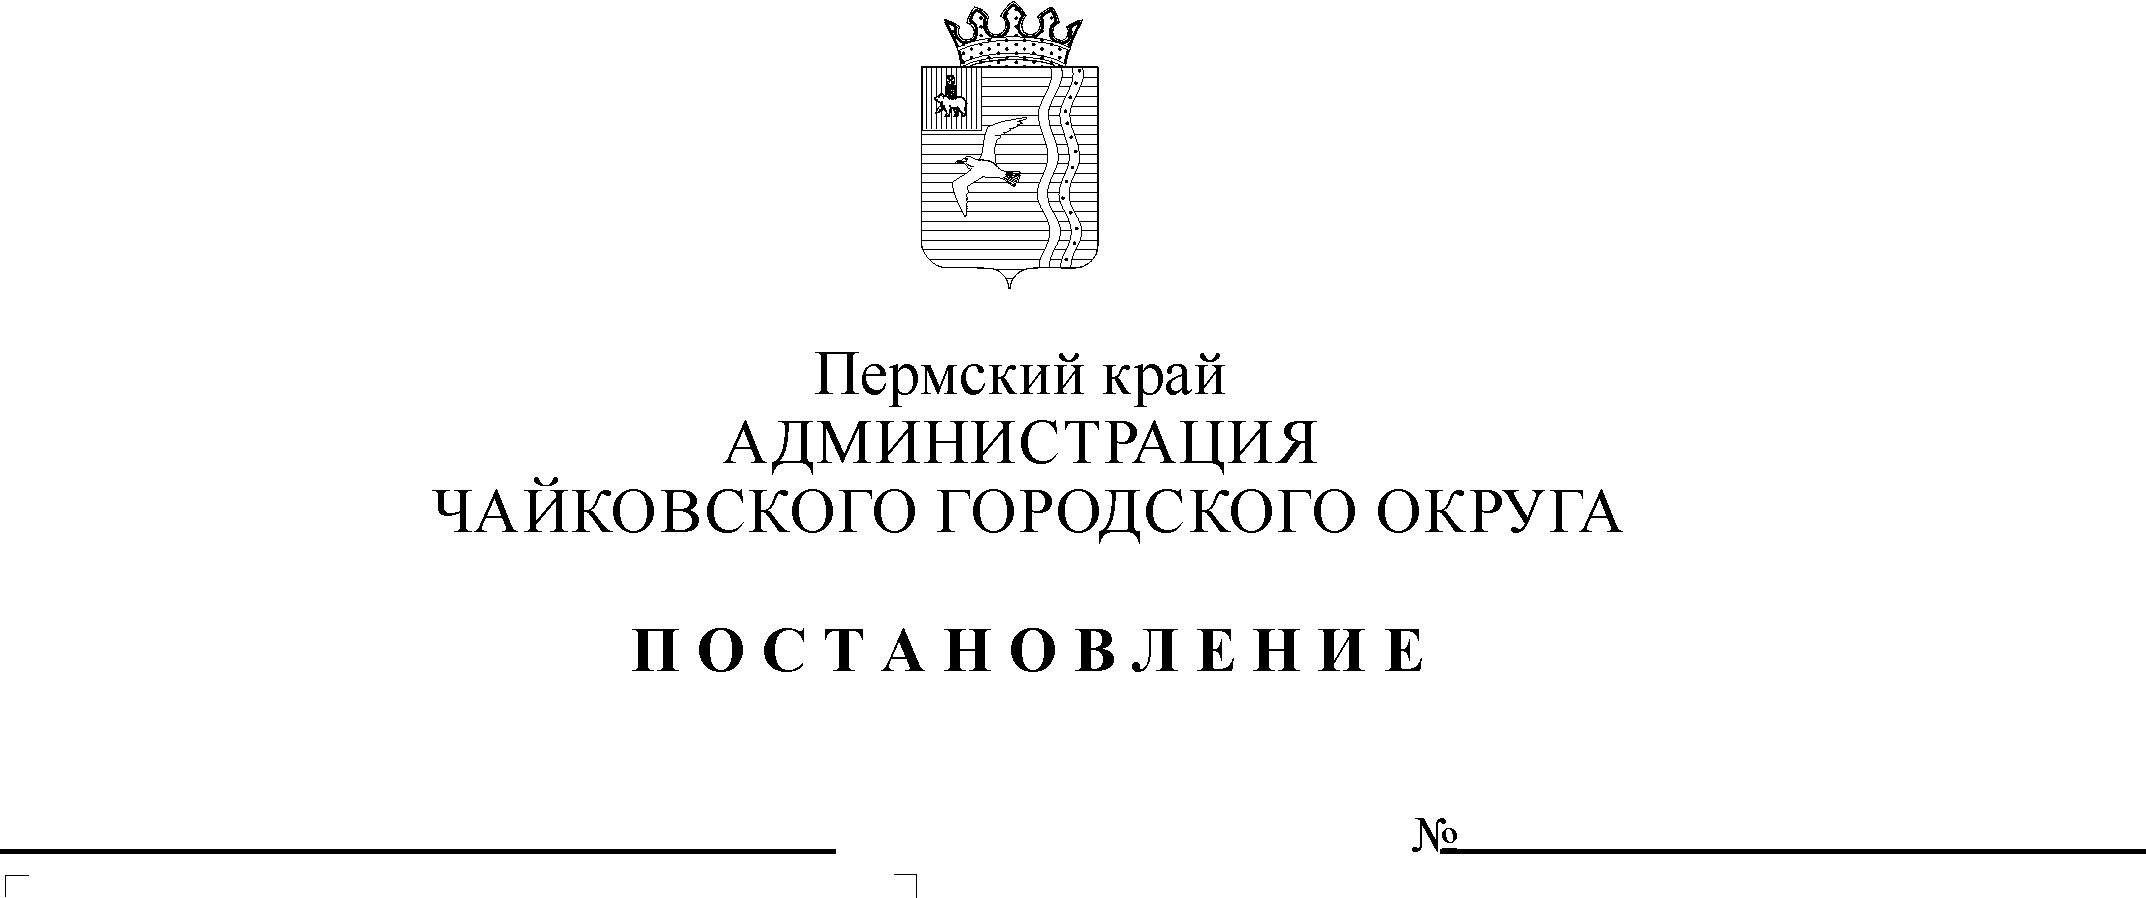 Пермский край
АДМИНИСТРАЦИЯ
ЧАЙКОВСКОГО ГОРОДСКОГО ОКРУГА
П О С Т А Н О В Л Е Н И Е
№